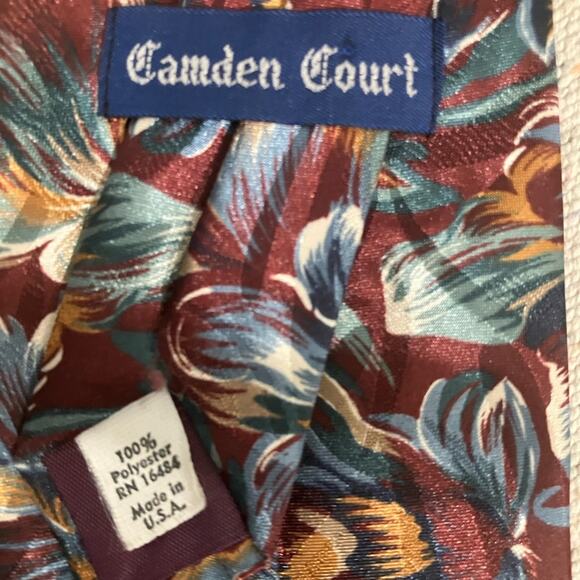 Camden Court
100%
Polyester
RN 16484
Made in
U.S.A.